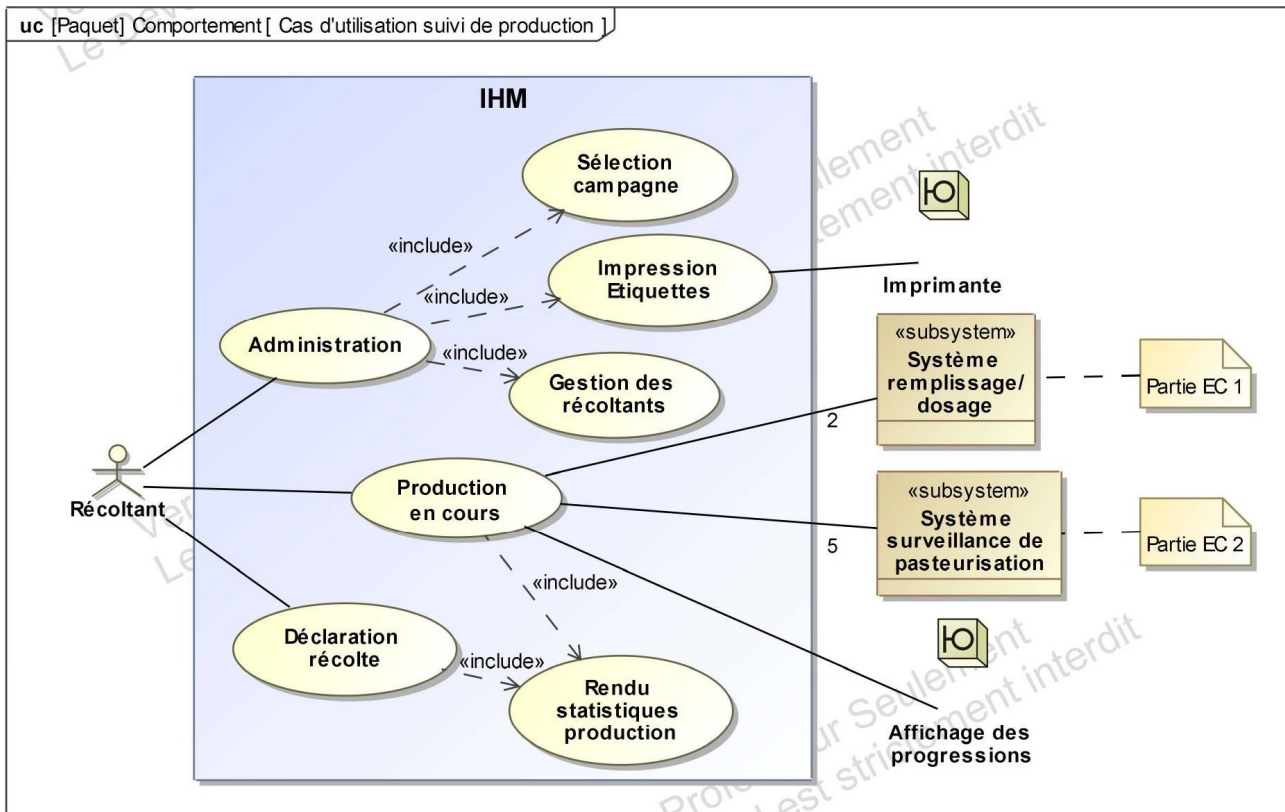 uc [Paquet] Comportement [ Cas d'utilisation suivi de production ]
IHM
Sélection
campagne
«include»
Impression
Etiquettes
«include»
Imprimante
Administration
«include»
Gestion des
récoltants
«subsystem»
Système
remplissage/
dosage
Partie EC 1
2
Récoltant
Production
en cours
«subsystem»
Système
surveillance de
pasteurisation
Partie EC 2
5
«include»
Déclaration
récolte
«include»
Rendu
statistiques
production
Affichage des
progressions